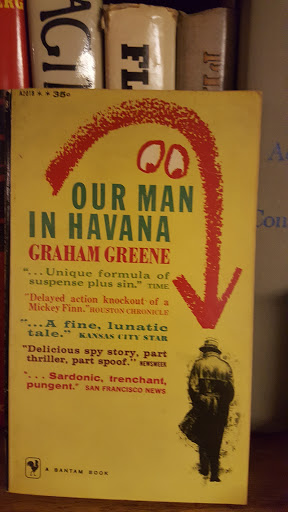 A2018 * * 35¢
OUR MAN
IN HAVANA
GRAHAM GREENE
"...Unique formula of
suspense plus sin." TIME
"Delayed action knockout of a
Mickey Finn." HOUSTON CHRONICLE
"...A fine, lunatic
tale." KANSAS CITY STAR
"Delicious spy story, part
thriller, part spoof." NEWSWEEK
"... Sardonic, trenchant,
pungent." SAN FRANCISCO NEWS
A BANTAM BOOK